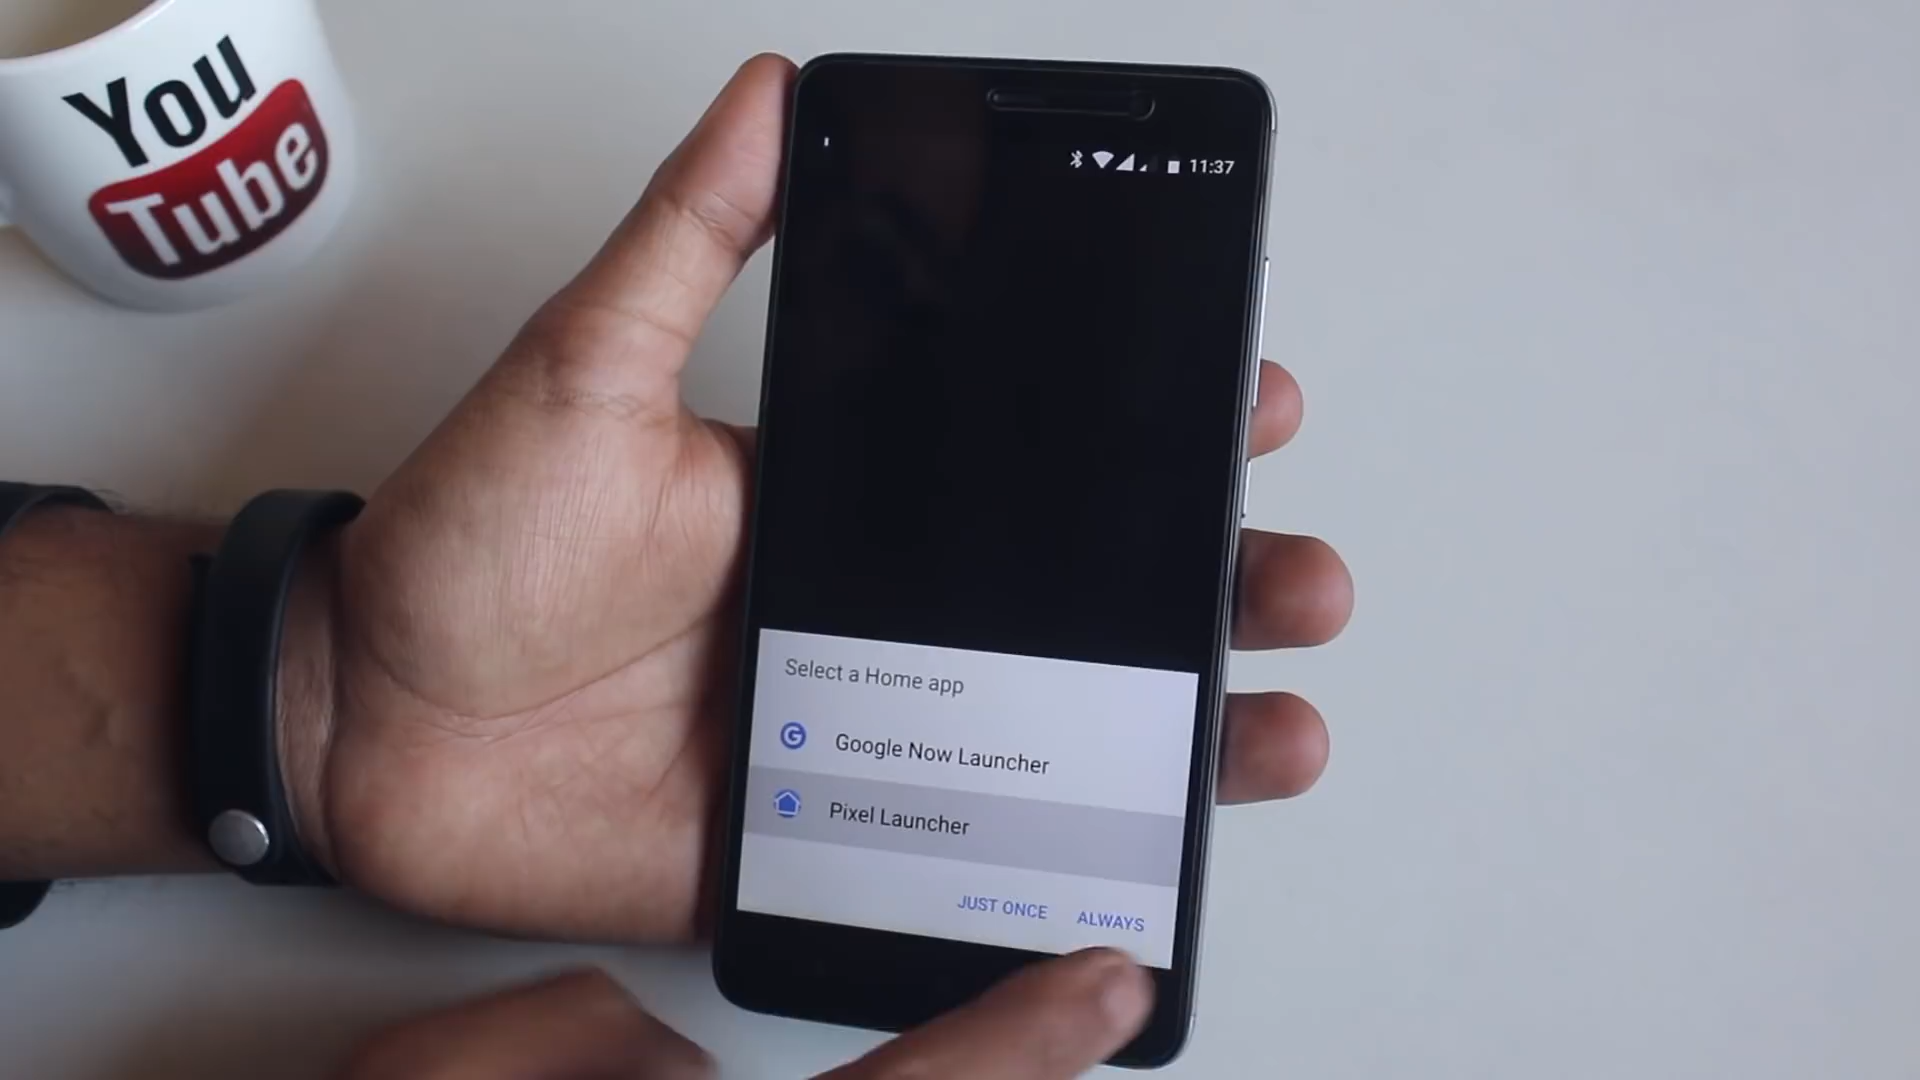 You
Tube
11:37
Select a Home app
Google Now Launcher
Pixel Launcher
JUST ONCE ALWAYS